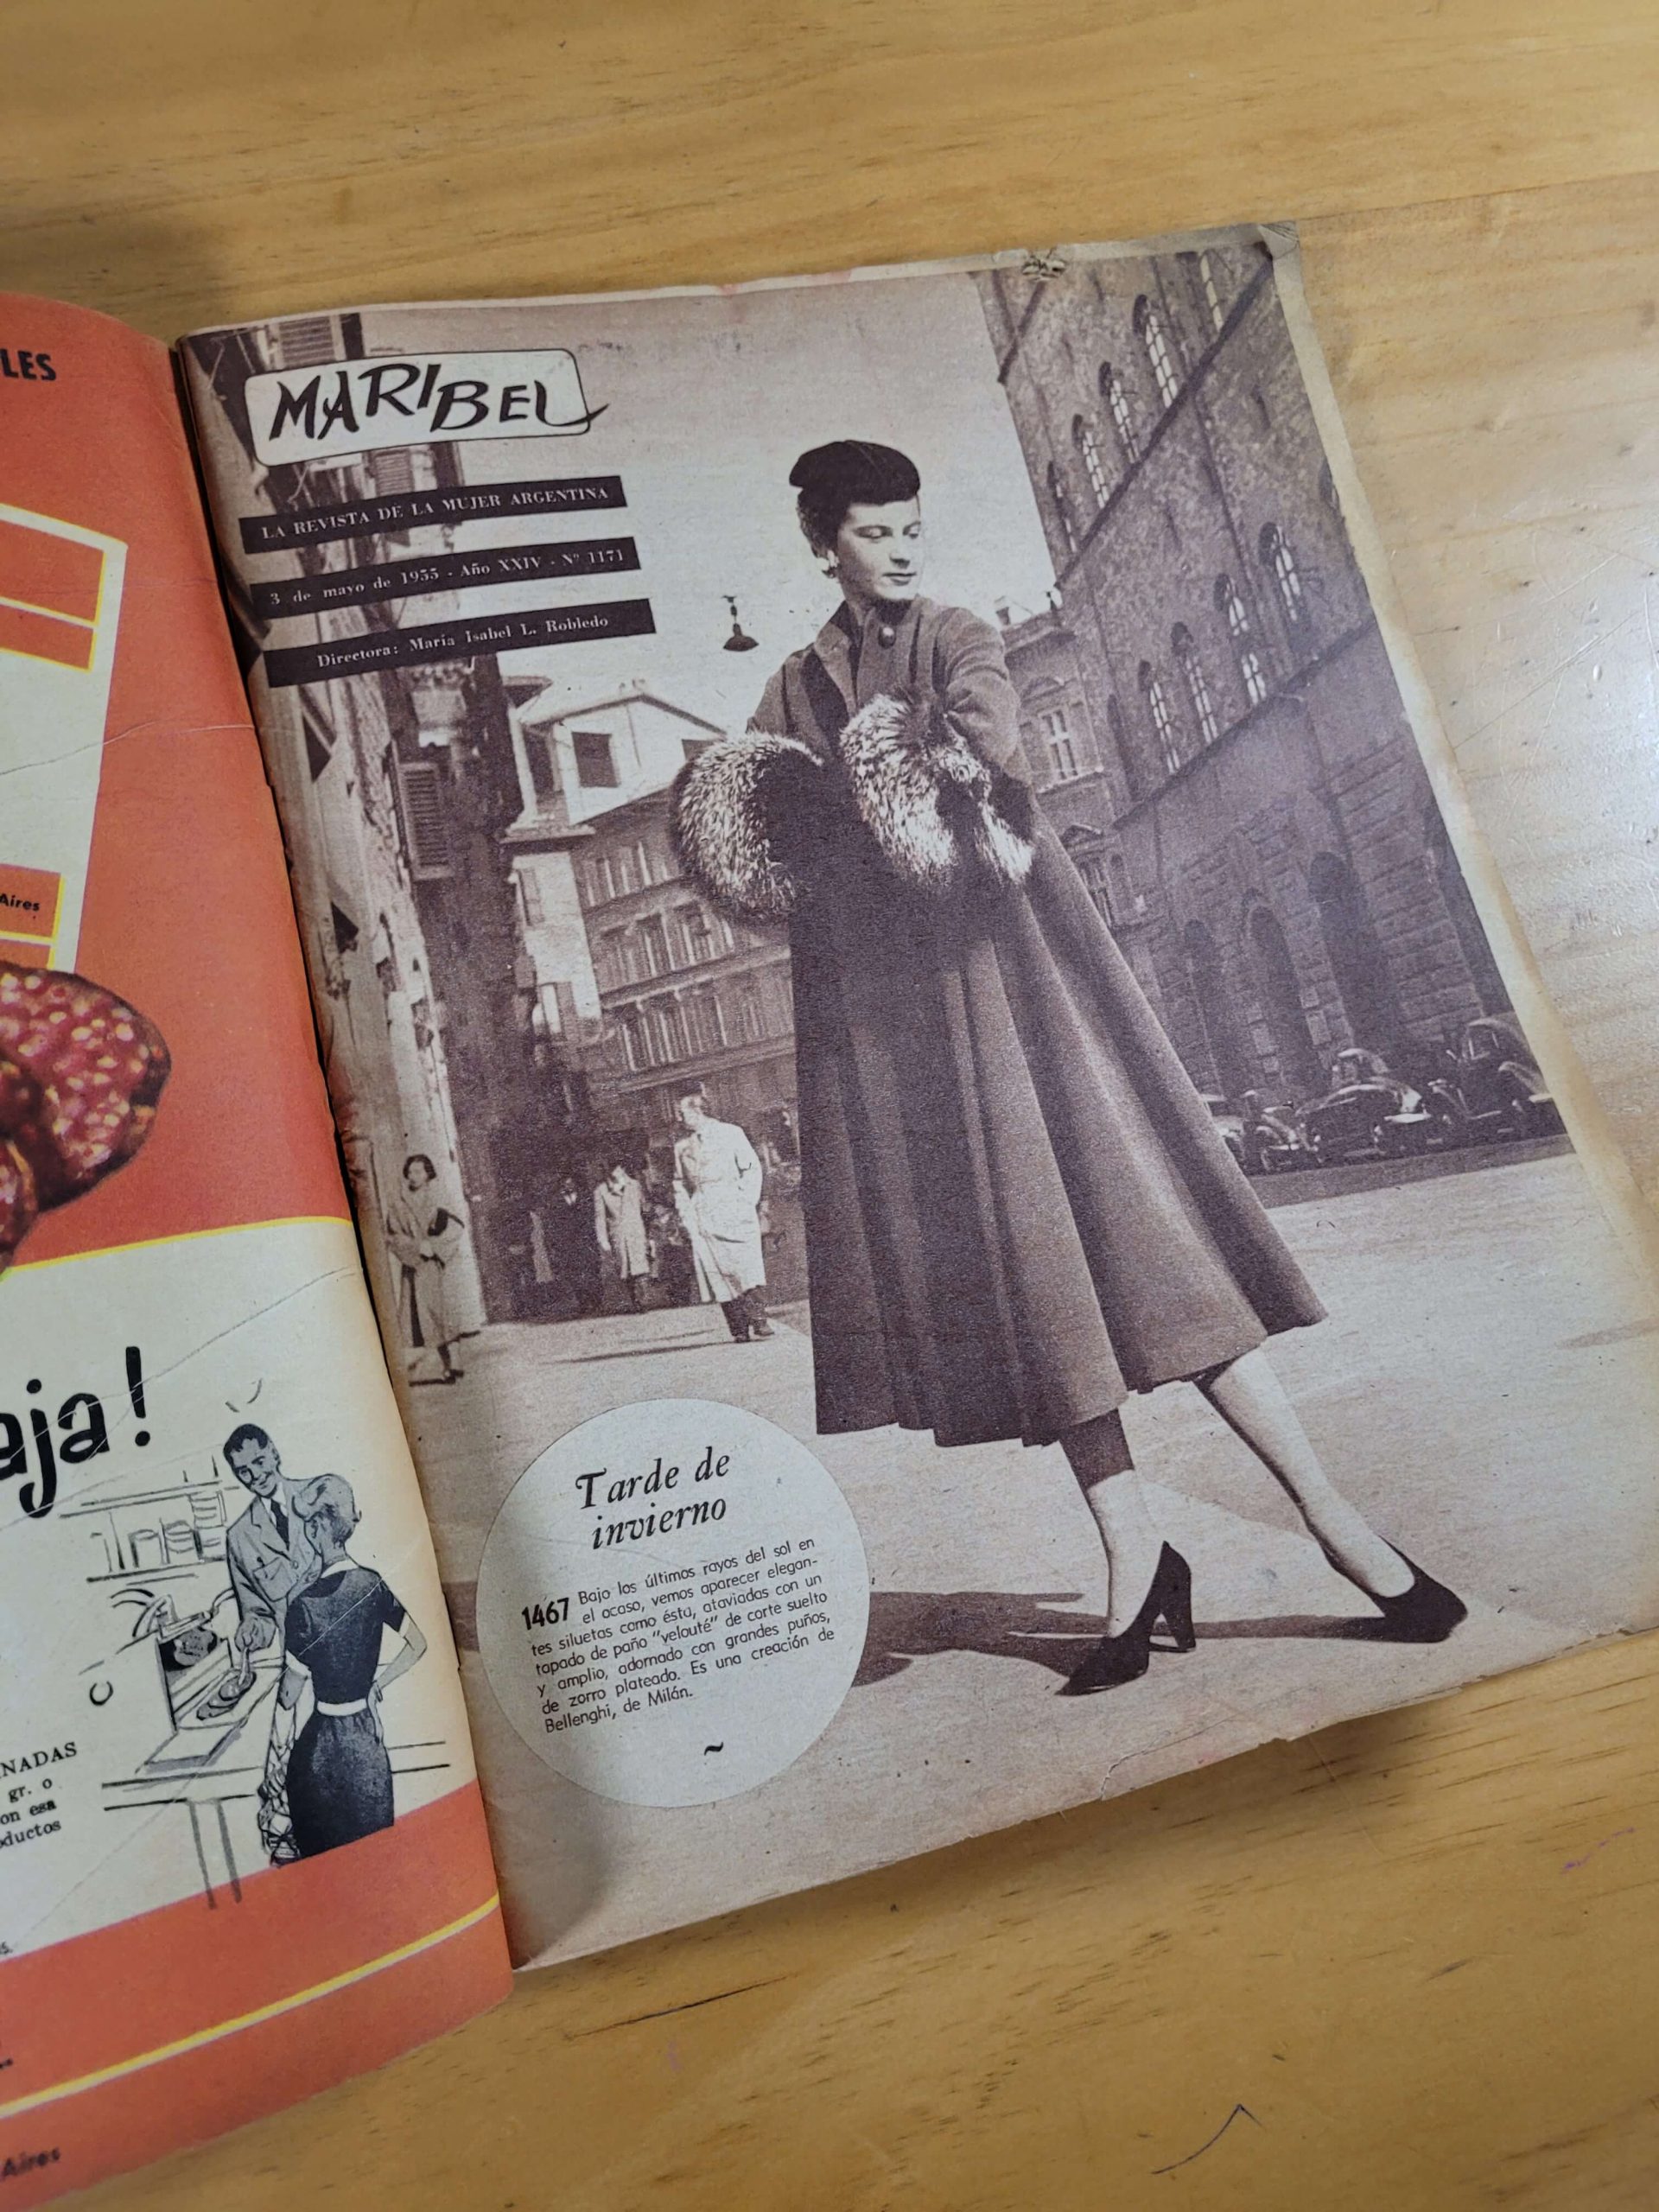 LES
Aires
aja!
NADAS
gr. o
on esa
ductos
Aires
MARIBEL
LA REVISTA DE LA MUJER ARGENTINA
3 de mayo de 1955 - Año XXIV - Nº 1171
Directora: María Isabel L. Robledo
Tarde de
invierno
1467 Bajo los últimos rayos del sol en
el ocaso, vemos aparecer elegan-
tes siluetas como ésta, ataviadas con un
tapado de paño "velouté" de corte suelto
y amplio, adornado con grandes puños,
de zorro plateado. Es una creación de
Bellenghi, de Milán.
~